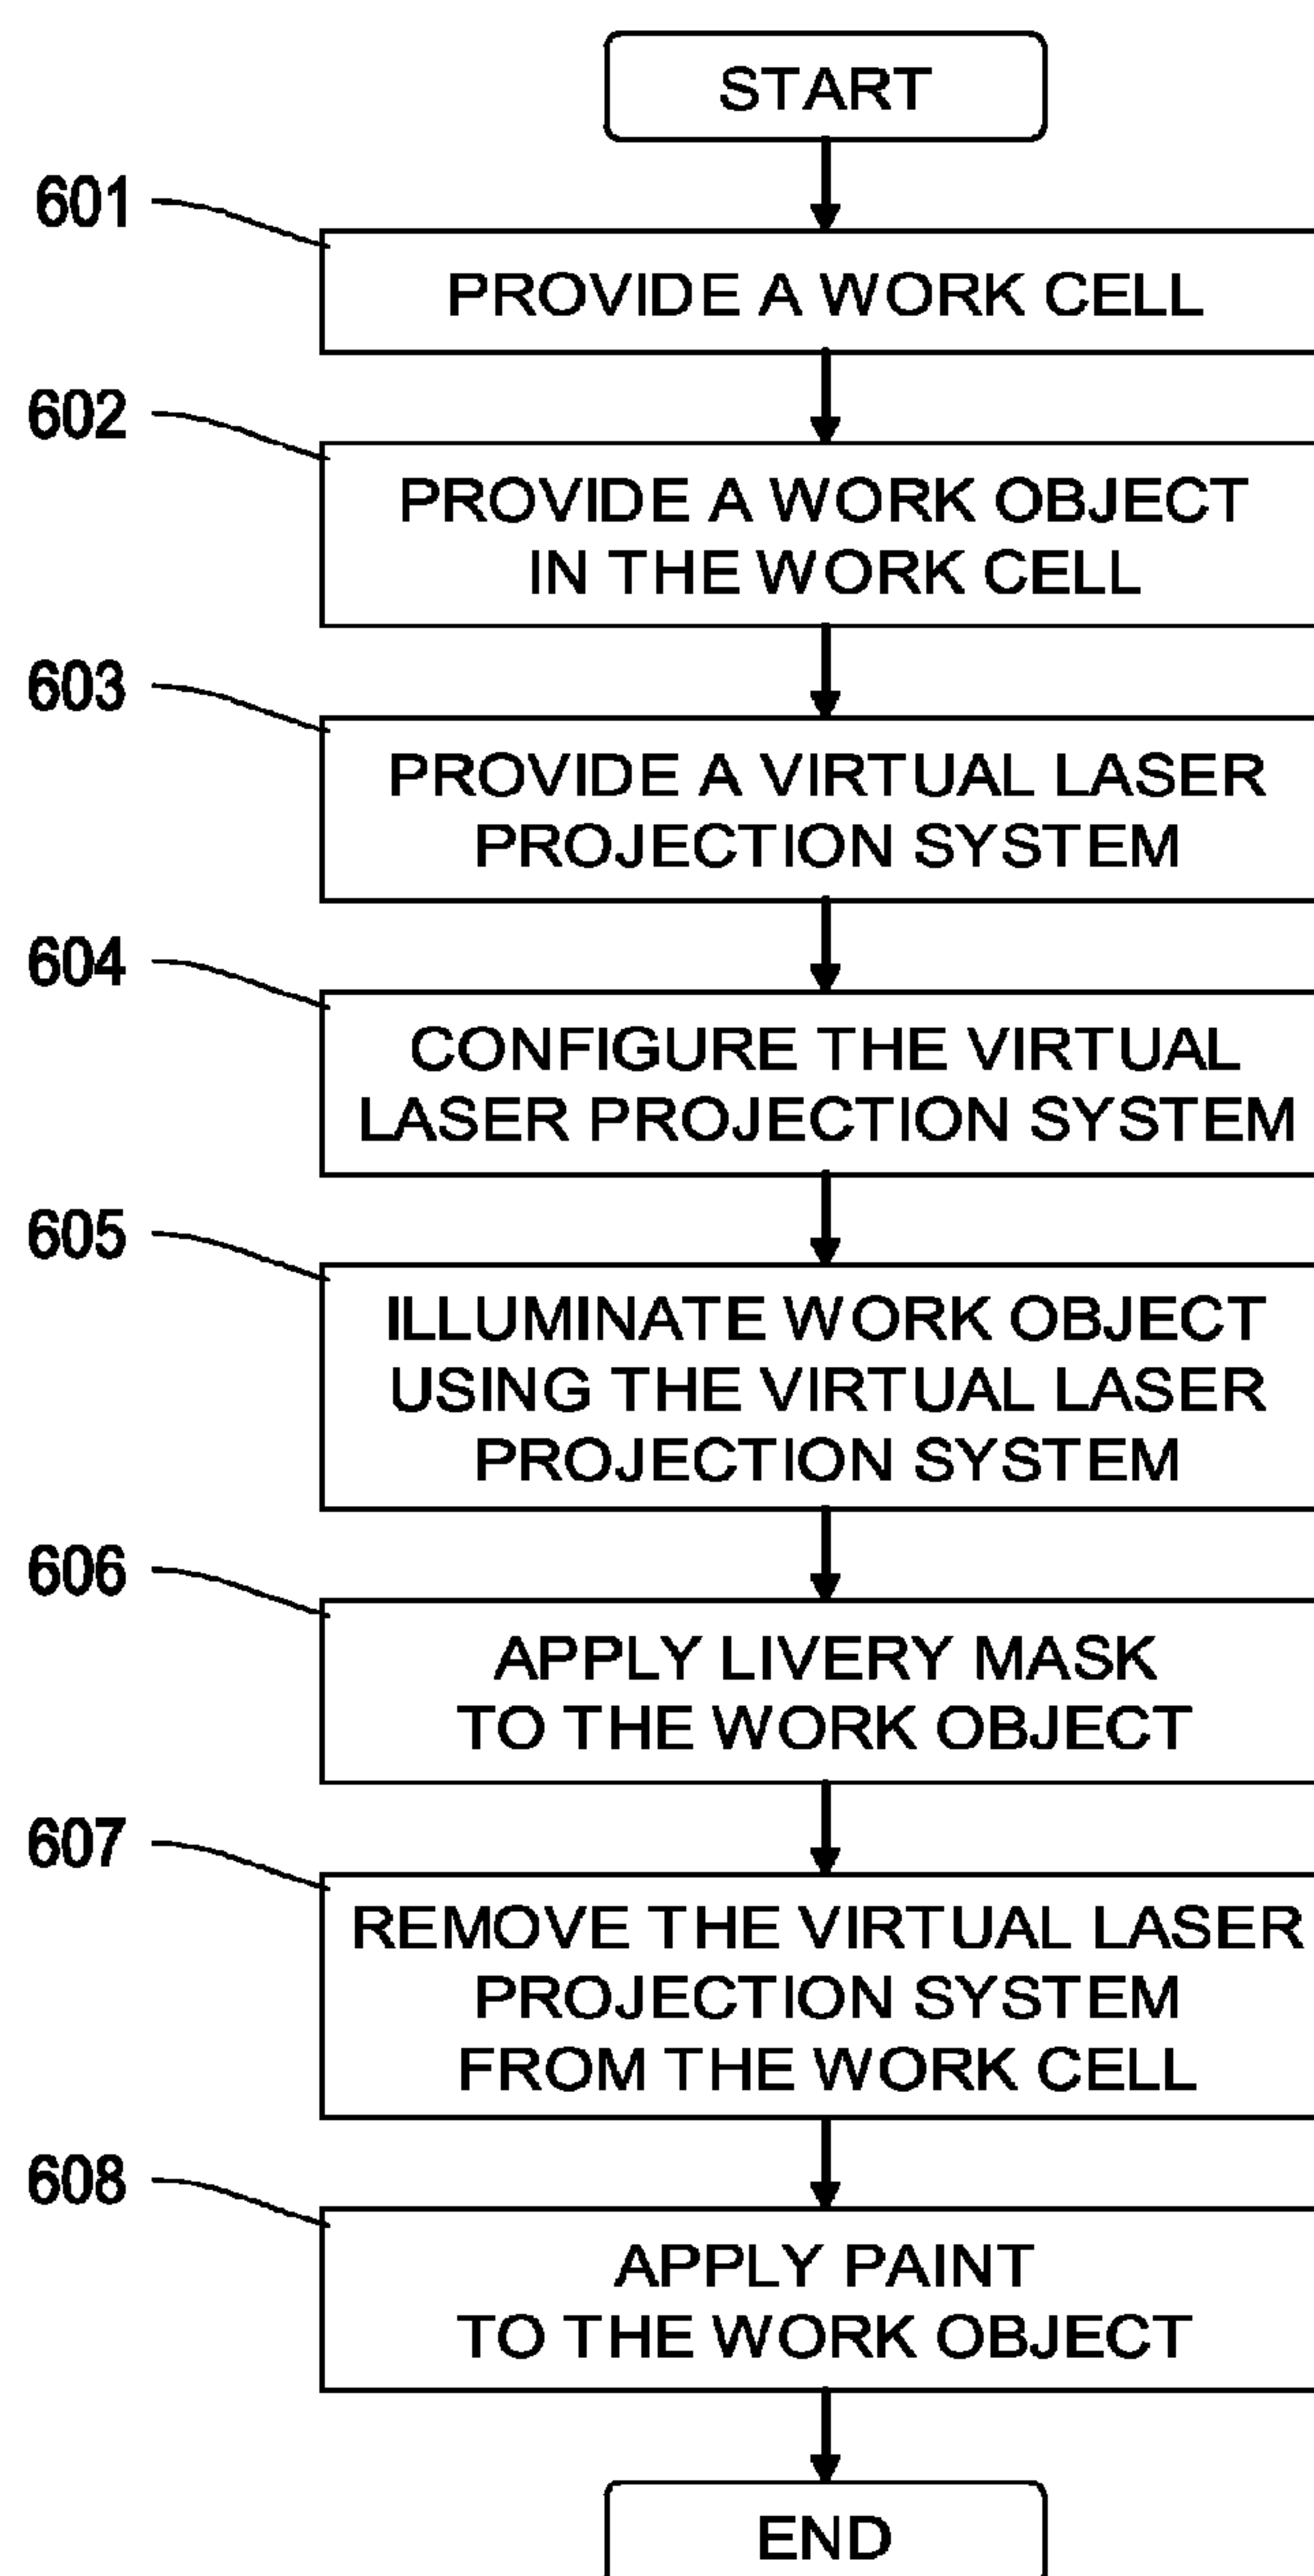 START
601
PROVIDE A WORK CELL
602
PROVIDE A WORK OBJECT
IN THE WORK CELL
603
PROVIDE A VIRTUAL LASER
PROJECTION SYSTEM
604
CONFIGURE THE VIRTUAL
LASER PROJECTION SYSTEM
605
ILLUMINATE WORK OBJECT
USING THE VIRTUAL LASER
PROJECTION SYSTEM
606
APPLY LIVERY MASK
TO THE WORK OBJECT
607
REMOVE THE VIRTUAL LASER
PROJECTION SYSTEM
FROM THE WORK CELL
608
APPLY PAINT
TO THE WORK OBJECT
END